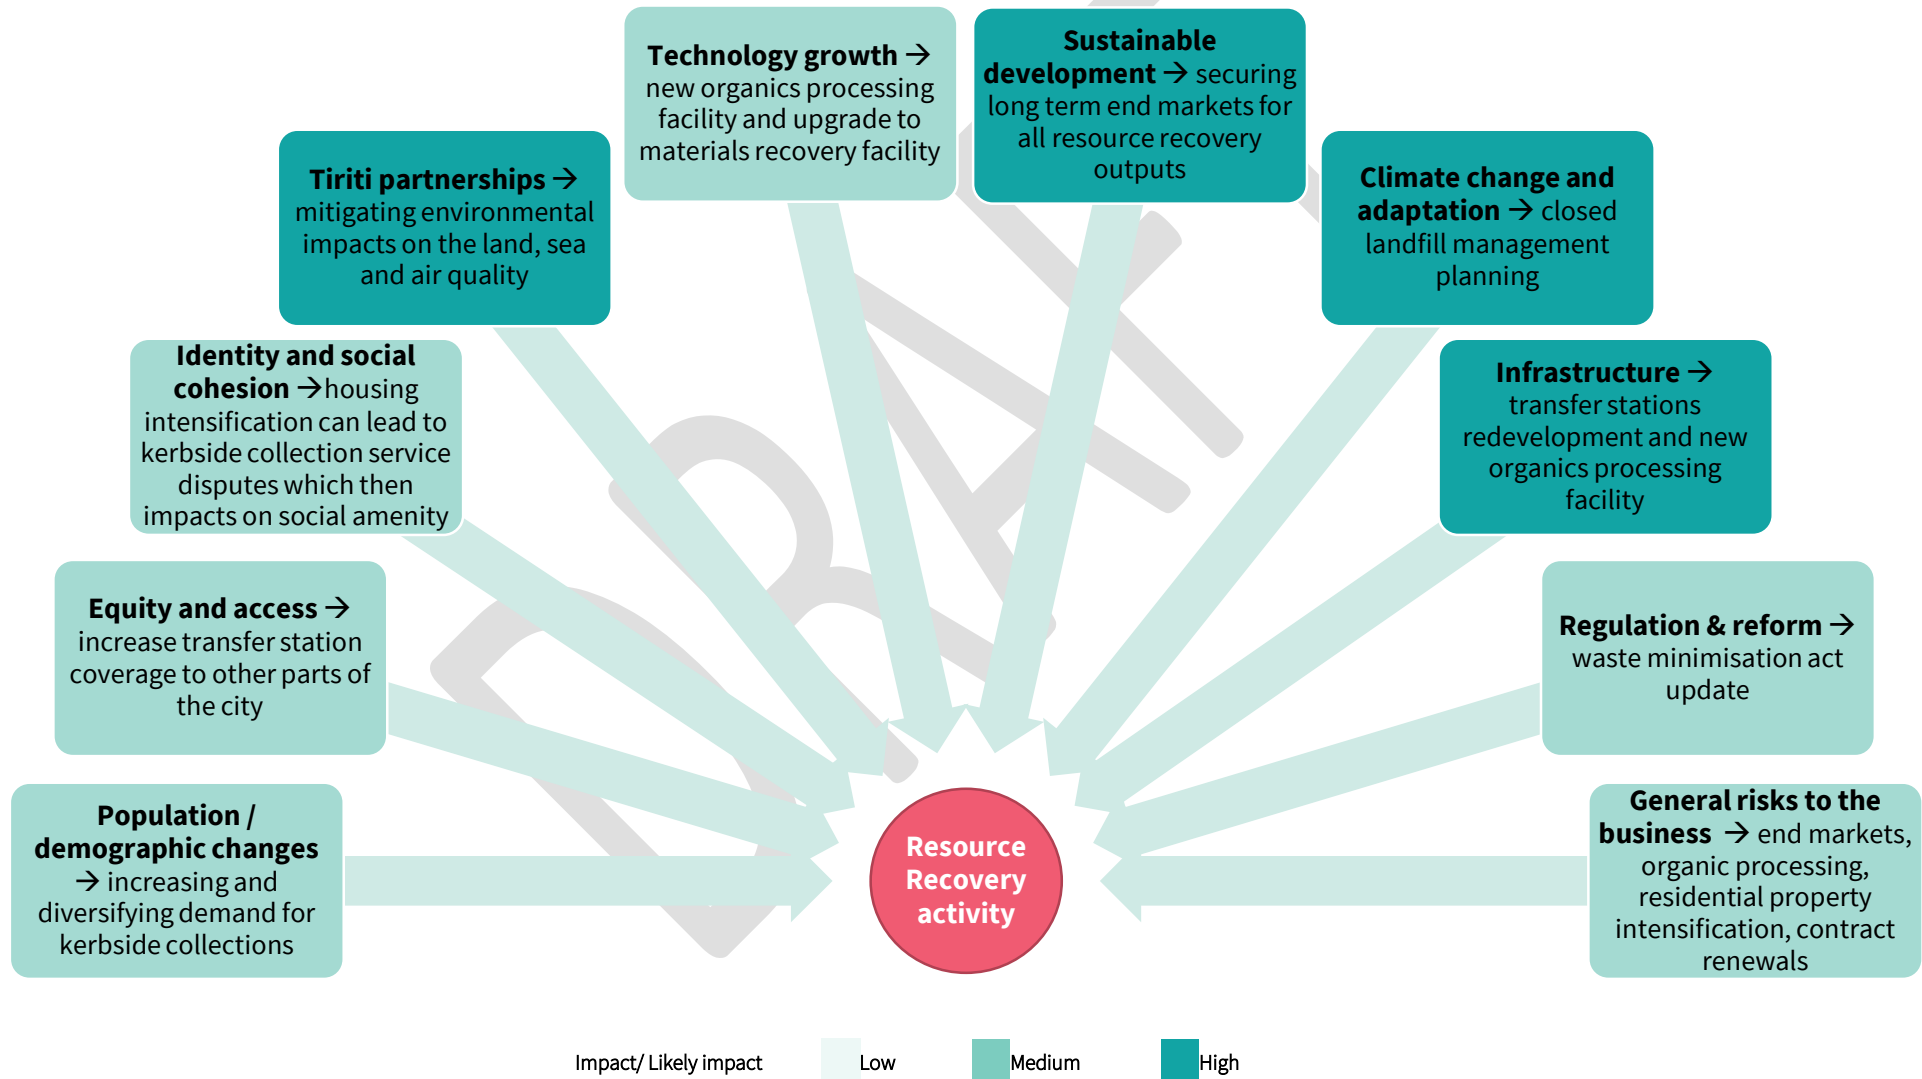 Technology growth →
new organics processing
facility and upgrade to
materials recovery facility
Sustainable
development → securing
long term end markets for
all resource recovery
outputs
Tiriti partnerships →
mitigating environmental
impacts on the land, sea
and air quality
Climate change and
adaptation → closed
landfill management
planning
Identity and social
cohesion →housing
intensification can lead to
kerbside collection service
disputes which then
impacts on social amenity
Infrastructure →
transfer stations
redevelopment and new
organics processing
facility
Equity and access →
increase transfer station
coverage to other parts of
the city
Regulation & reform →
waste minimisation act
update
Population /
demographic changes
→ increasing and
diversifying demand for
kerbside collections
General risks to the
business → end markets,
organic processing,
residential property
intensification, contract
renewals
Resource
Recovery
activity
DRAFT
Impact/ Likely impact Low Medium High